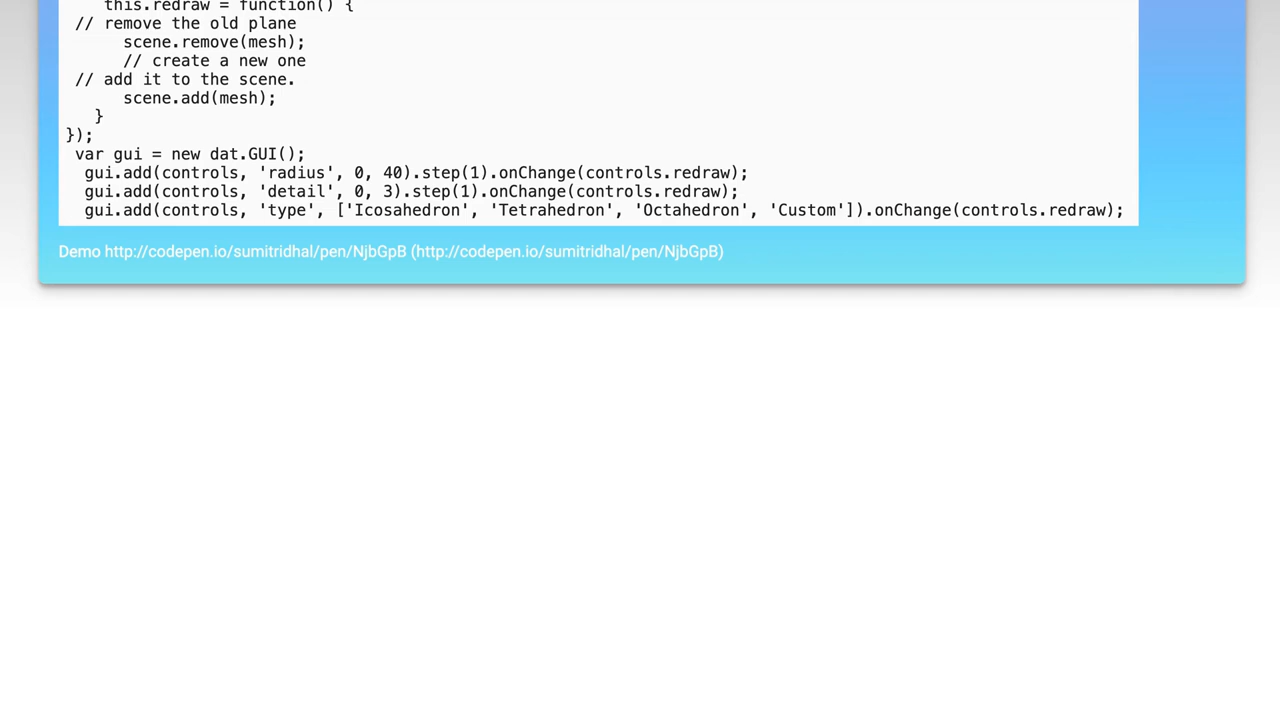 this.redraw = function() {
// remove the old plane
scene.remove(mesh);
// create a new one
// add it to the scene.
scene.add(mesh);
}
});
var gui = new dat.GUI();
gui.add(controls, 'radius', 0, 40).step(1).onChange(controls.redraw);
gui.add(controls, 'detail', 0, 3).step(1).onChange(controls.redraw);
gui.add(controls, 'type', ['Icosahedron', 'Tetrahedron', 'Octahedron', 'Custom']).onChange(controls.redraw);
Demo http://codepen.io/sumitridhal/pen/NjbGpB (http://codepen.io/sumitridhal/pen/NjbGpB)